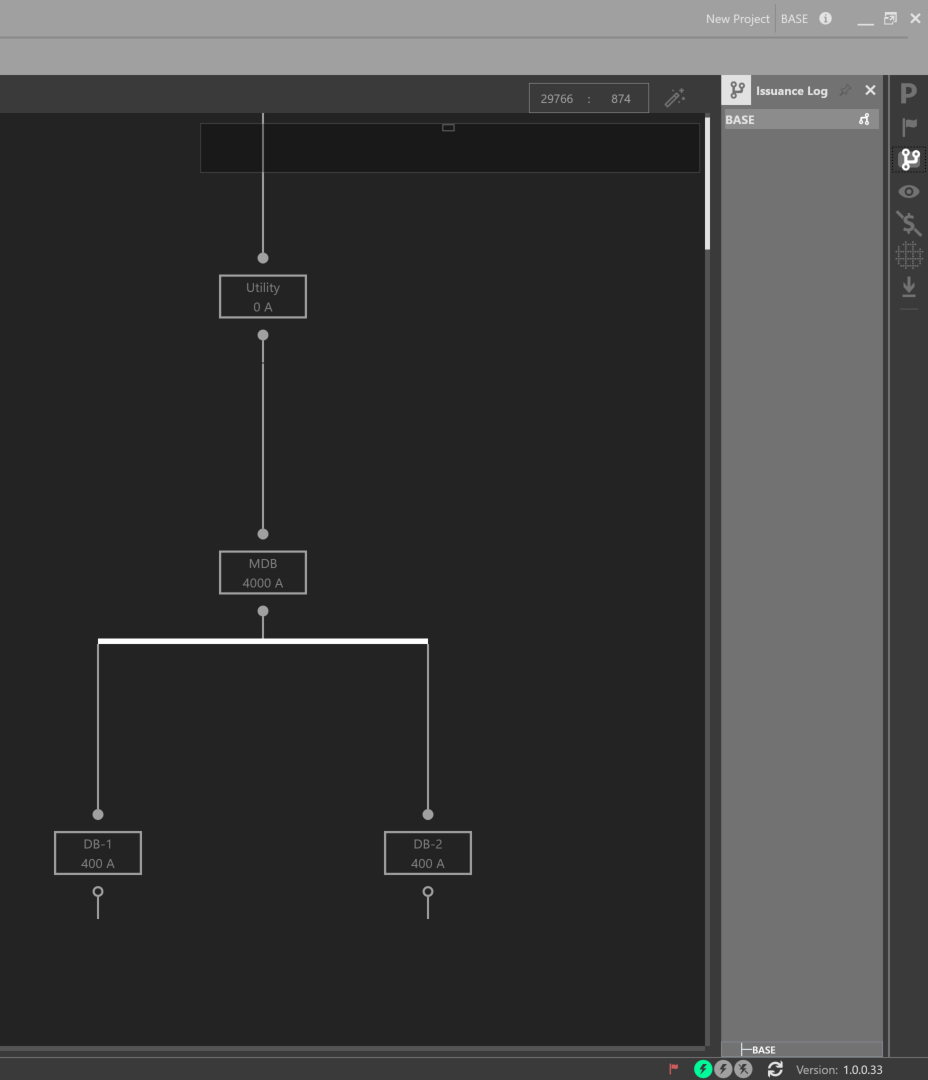 New Project BASE
29766 : 874
Issuance Log
BASE
P
Utility
0 A
MDB
4000 A
DB-1
400 A
DB-2
400 A
BASE
Version: 1.0.0.33